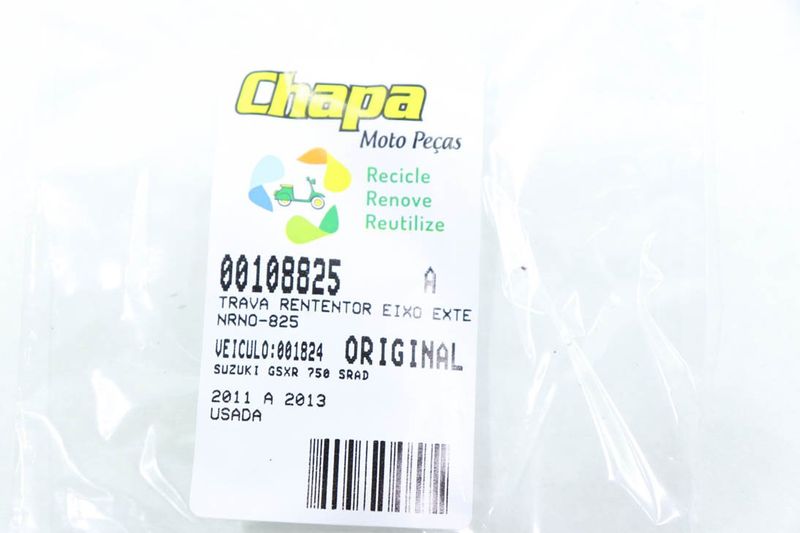 Chapa
Moto Peças
Recicle
Renove
Reutilize
00108825 A
TRAVA RENTENTOR EIXO EXTE
NRNO-825
VEICULO:001824 ORIGINAL
SUZUKI GSXR 750 SRAD
2011 A 2013
USADA